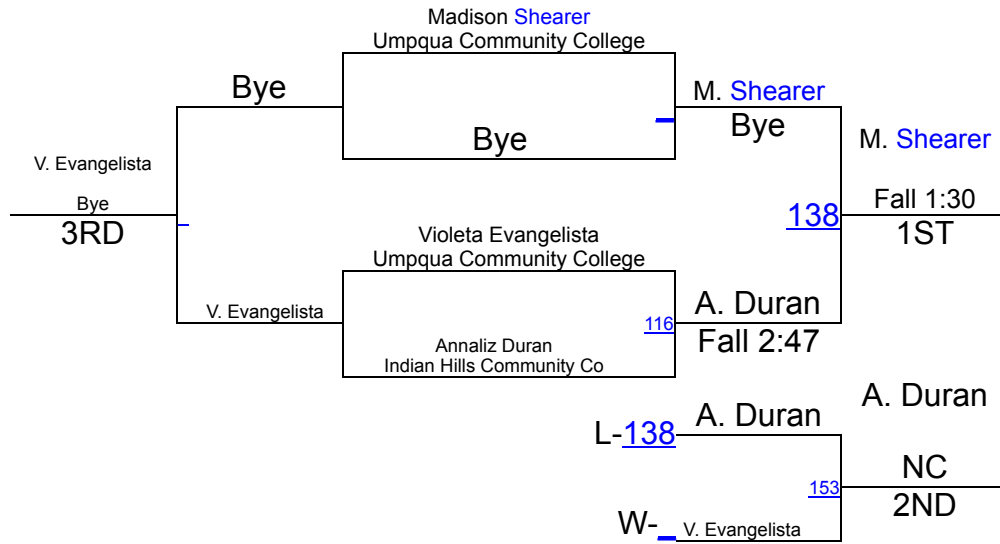 Madison Shearer
Umpqua Community College
Bye
M. Shearer
Bye
Bye
M. Shearer
V. Evangelista
Bye
3RD
138
Fall 1:30
1ST
Violeta Evangelista
Umpqua Community College
V. Evangelista
116
A. Duran
Fall 2:47
Annaliz Duran
Indian Hills Community Co
A. Duran
L-138
A. Duran
NC
153
2ND
W-
V. Evangelista